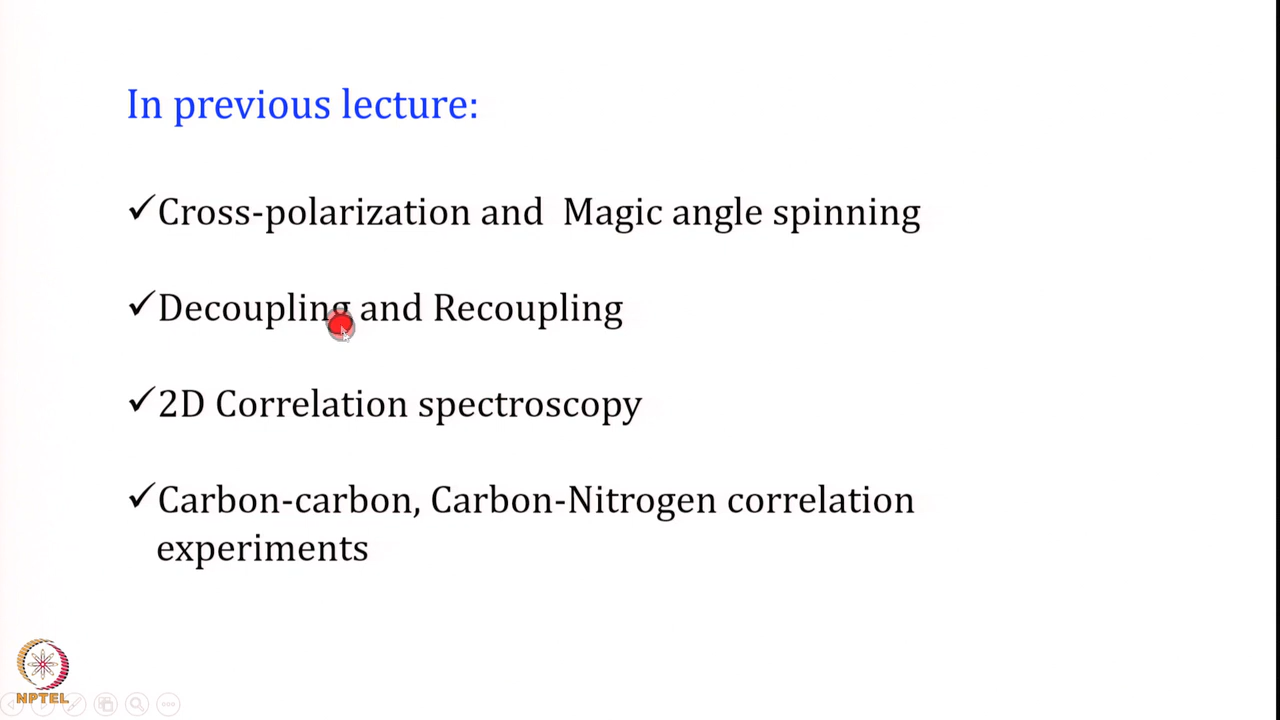 In previous lecture:
✓Cross-polarization and Magic angle spinning
✓Decoupling and Recoupling
✓2D Correlation spectroscopy
✓Carbon-carbon, Carbon-Nitrogen correlation
experiments
NPTEL